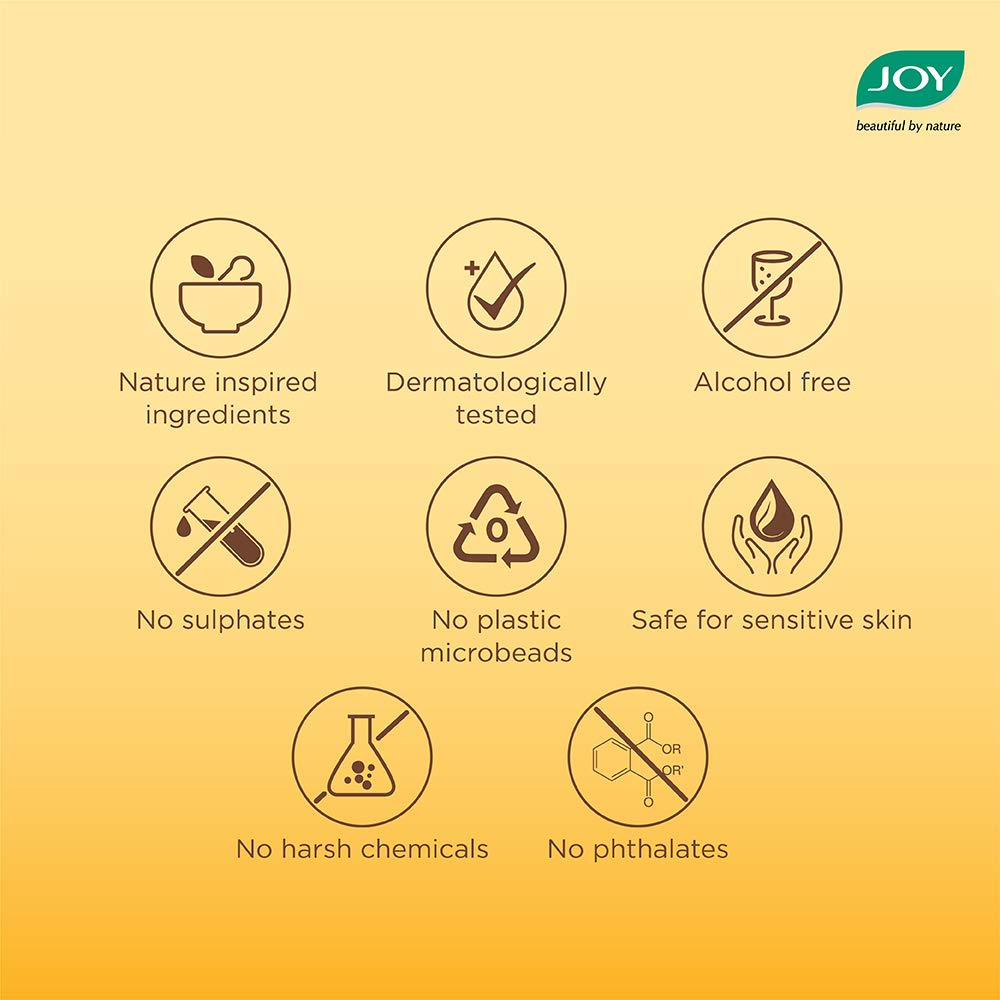 JOY
beautiful by nature
Nature inspired
ingredients
Dermatologically
tested
Alcohol free
No sulphates
No plastic
microbeads
Safe for sensitive skin
No harsh chemicals
No phthalates
0
O
OR
OR'
O